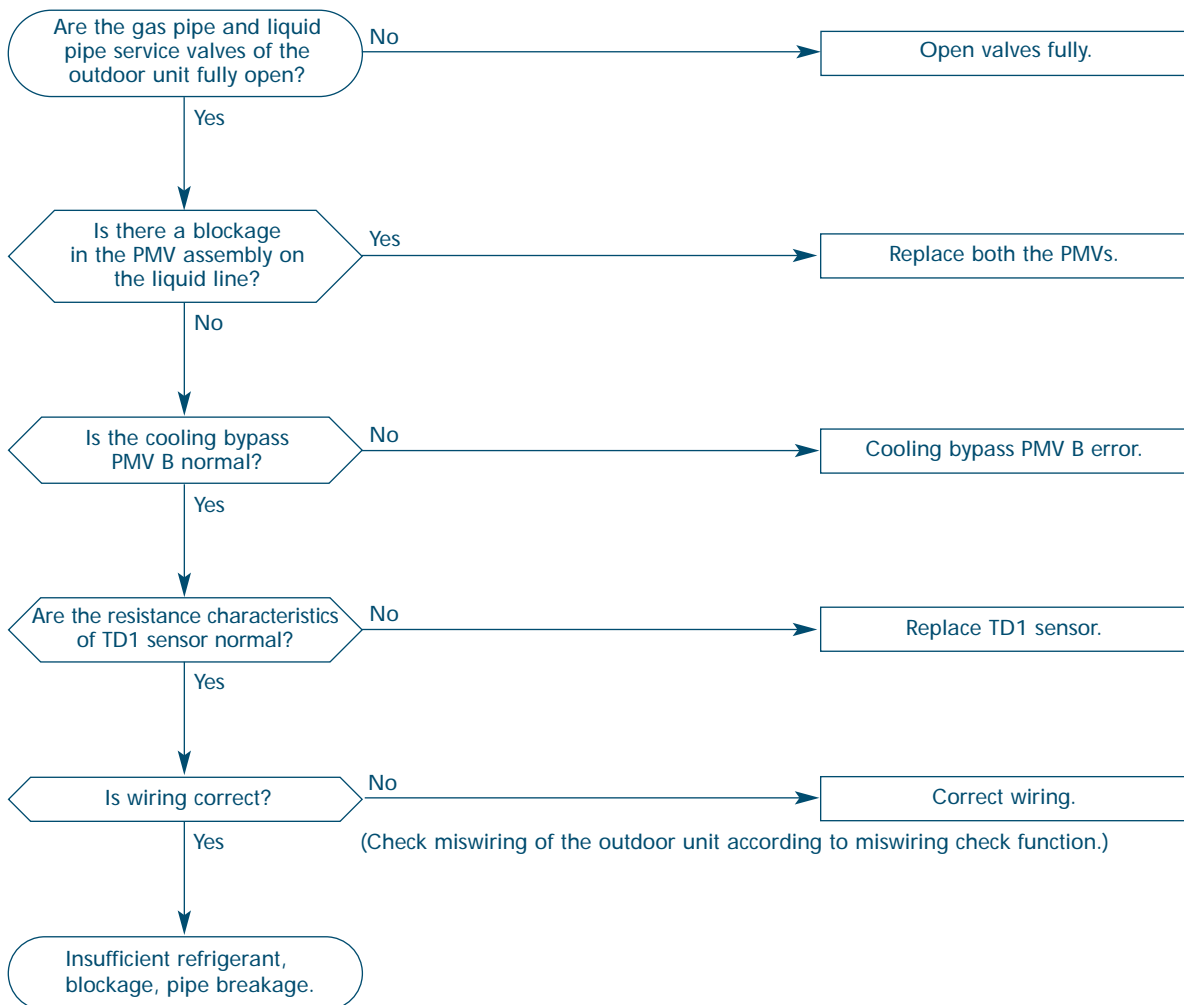 Are the gas pipe and liquid
pipe service valves of the
outdoor unit fully open?
No
Open valves fully.
Yes
Is there a blockage
in the PMV assembly on
the liquid line?
Yes
Replace both the PMVs.
No
Is the cooling bypass
PMV B normal?
No
Cooling bypass PMV B error.
Yes
Are the resistance characteristics
of TD1 sensor normal?
No
Replace TD1 sensor.
Yes
Is wiring correct?
No
Correct wiring.
Yes
(Check miswiring of the outdoor unit according to miswiring check function.)
Insufficient refrigerant,
blockage, pipe breakage.